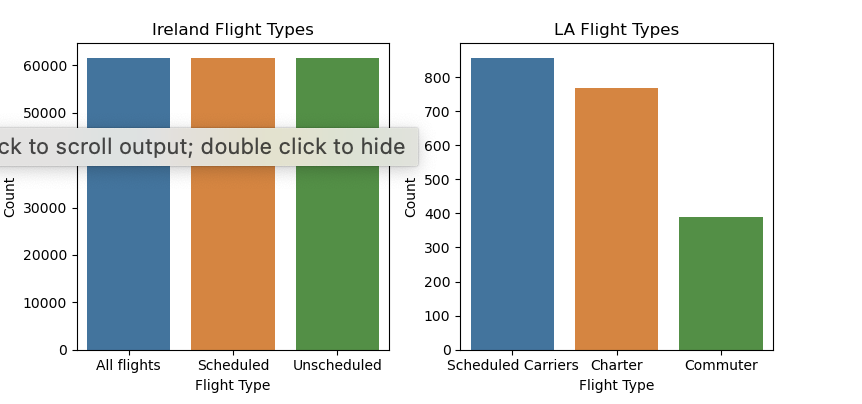 Ireland Flight Types
60000
50000
ck to scroll output; double click to hide
30000
20000
10000
0
Count
All flights
Scheduled
Unscheduled
Flight Type
LA Flight Types
800
700
600
500
400
300
200
100
0
Count
Scheduled Carriers
Charter
Commuter
Flight Type